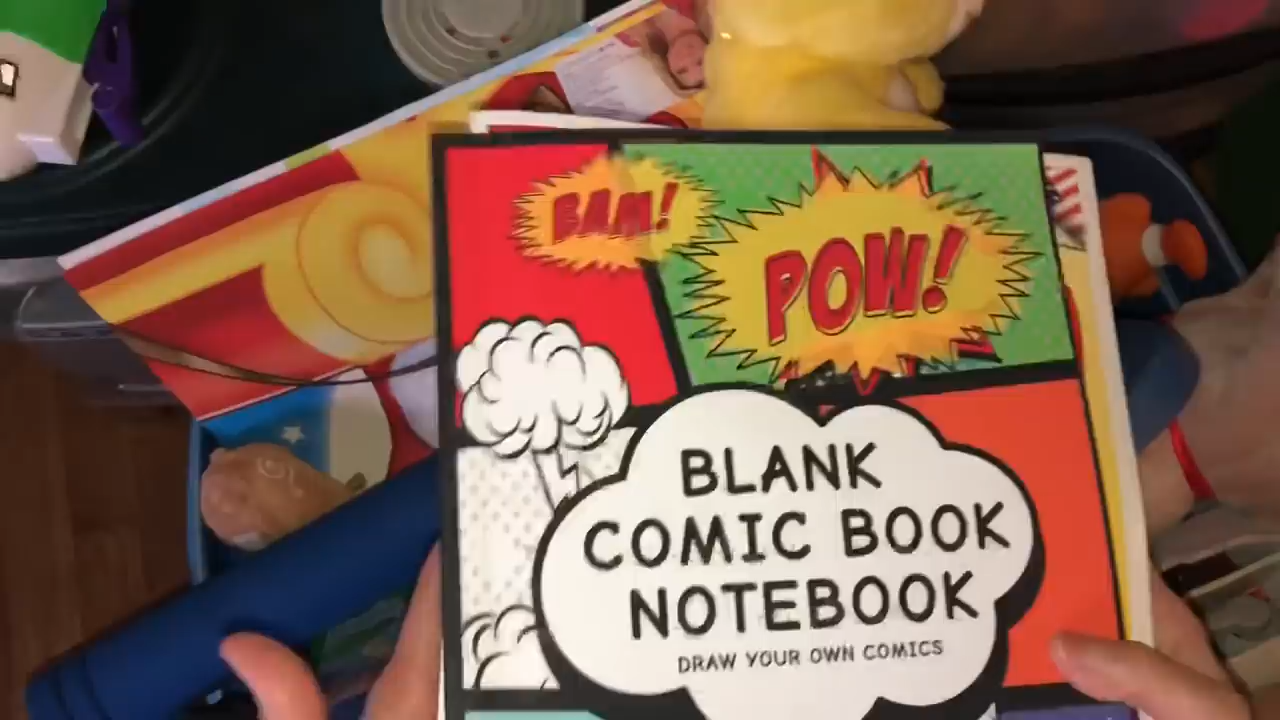 BAM!
POW!
BLANK
COMIC BOOK
NOTEBOOK
DRAW YOUR OWN COMICS